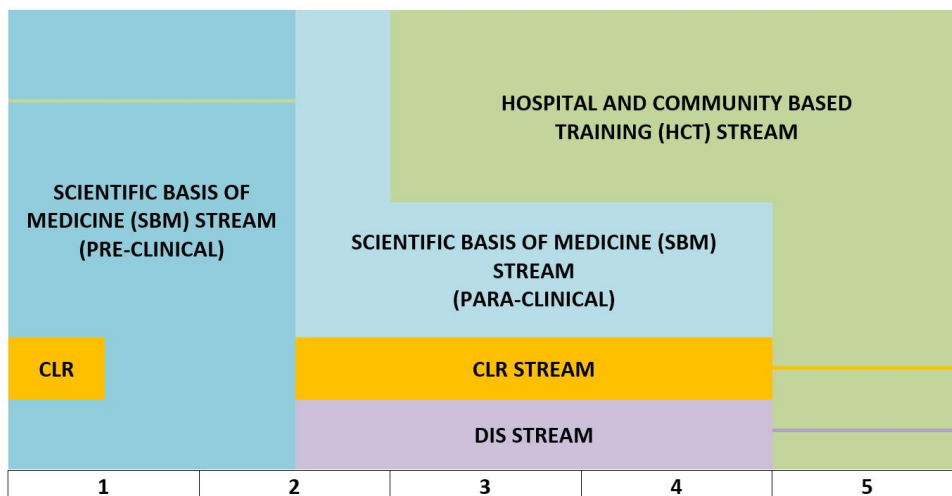 HOSPITAL AND COMMUNITY BASED
TRAINING (HCT) STREAM
SCIENTIFIC BASIS OF
MEDICINE (SBM) STREAM
(PRE-CLINICAL)
SCIENTIFIC BASIS OF MEDICINE (SBM)
STREAM
(PARA-CLINICAL)
CLR
CLR STREAM
DIS STREAM
1 2 3 4 5